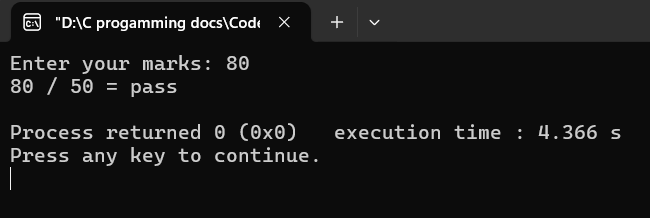 "D:\C progamming docs\Code
Enter your marks: 80
80 / 50 = pass
Process returned 0 (0x0)   execution time : 4.366 s
Press any key to continue.